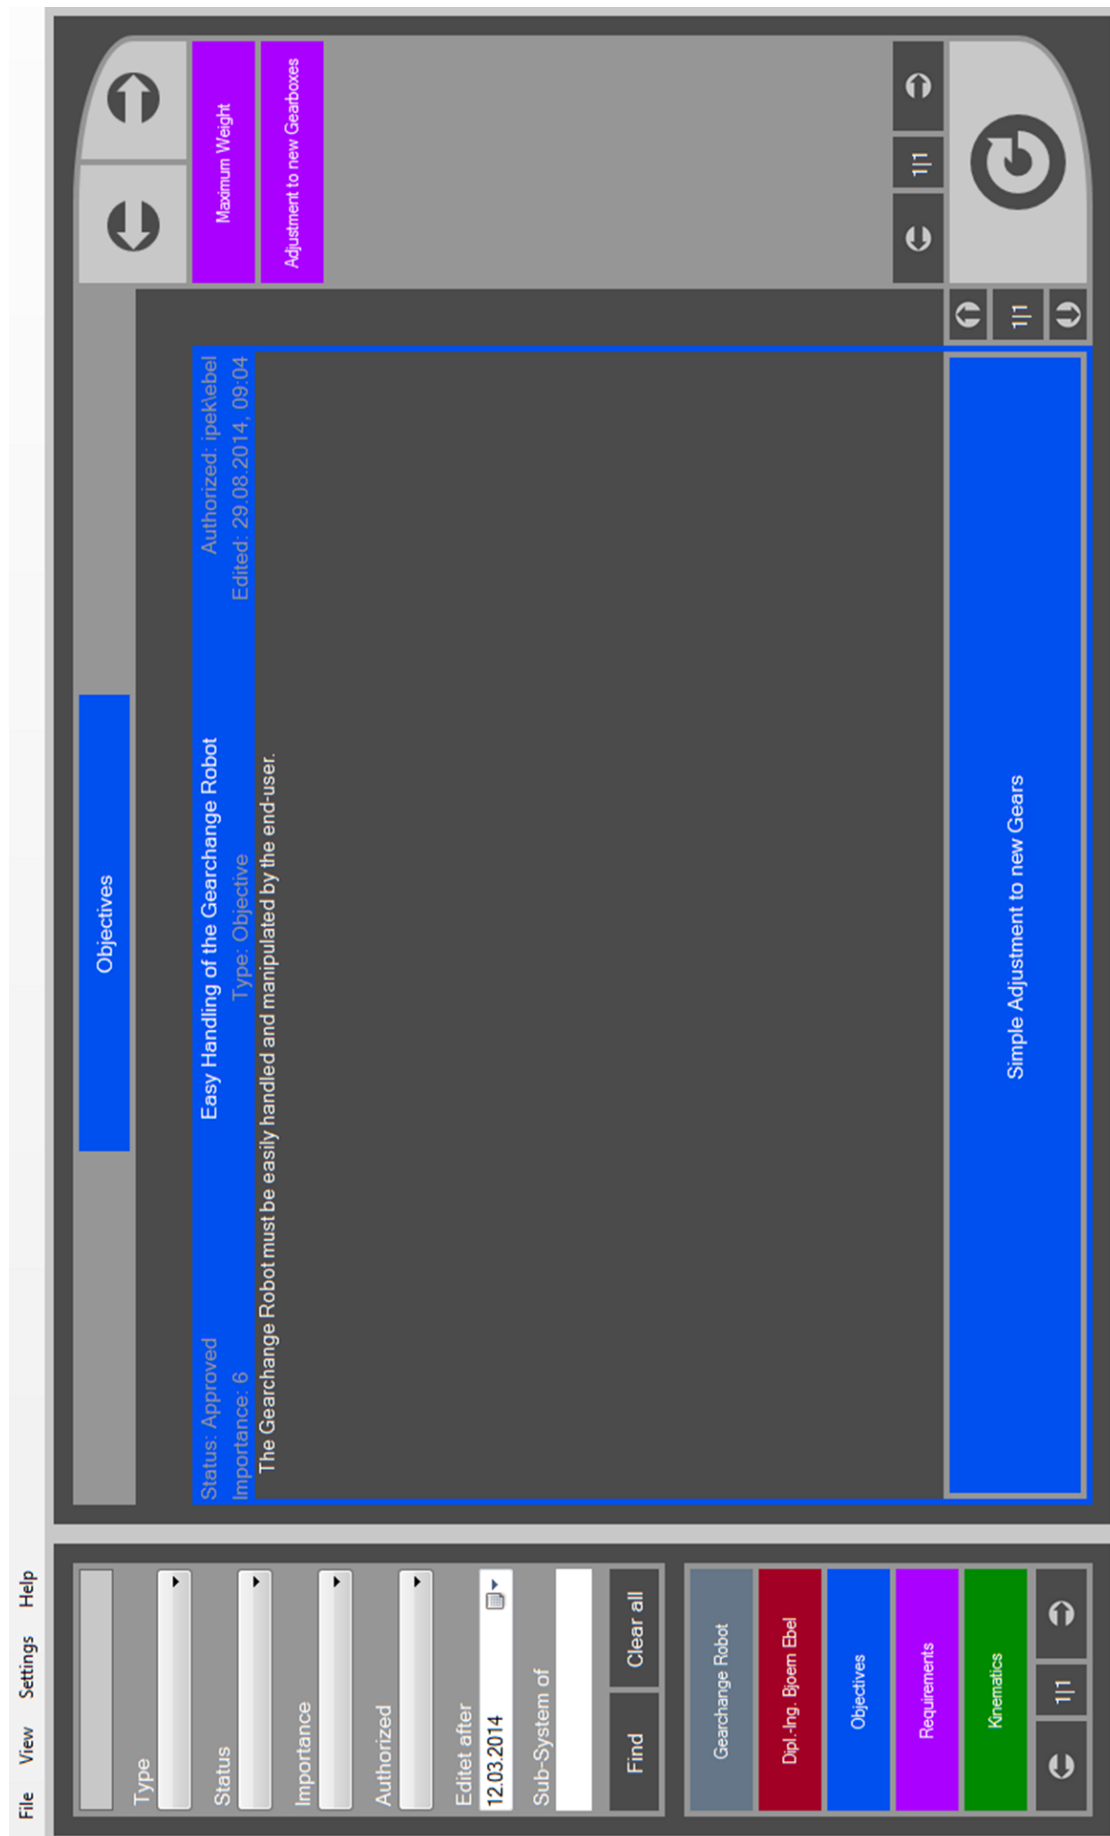 File View Settings Help
Type
Status
Importance
Authorized
Editet after
12.03.2014
Sub-System of
Find Clear all
Gearchange Robot
Dipl.-Ing. Bjoern Ebel
Objectives
Requirements
Kinematics
1|1
Objectives
Status: Approved Easy Handling of the Gearchange Robot Authorized: ipek\ebel
Importance: 6 Type: Objective Edited: 29.08.2014, 09:04
The Gearchange Robot must be easily handled and manipulated by the end-user.
Maximum Weight
Adjustment to new Gearboxes
1|1
Simple Adjustment to new Gears
1|1